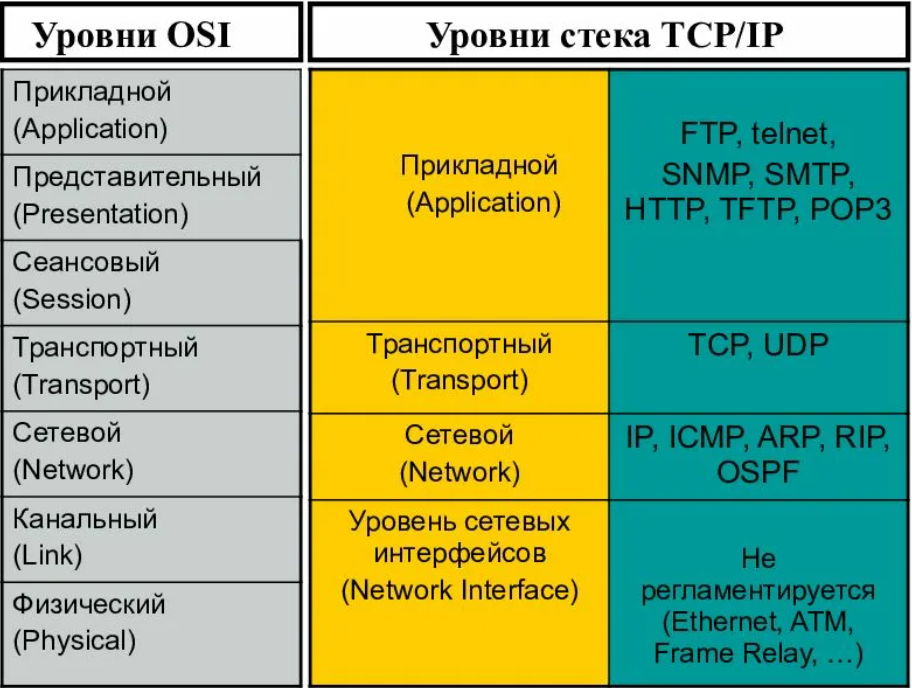 Уровни OSI
Уровни стека TCP/IP
Прикладной
(Application)
Представительный
(Presentation)
Сеансовый
(Session)
Транспортный
(Transport)
Сетевой
(Network)
Канальный
(Link)
Физический
(Physical)
Прикладной
(Application)
FTP, telnet,
SNMP, SMTP,
HTTP, TFTP, POP3
Транспортный
(Transport)
TCP, UDP
Сетевой
(Network)
IP, ICMP, ARP, RIP,
OSPF
Уровень сетевых
интерфейсов
(Network Interface)
Не
регламентируется
(Ethernet, ATM,
Frame Relay, …)